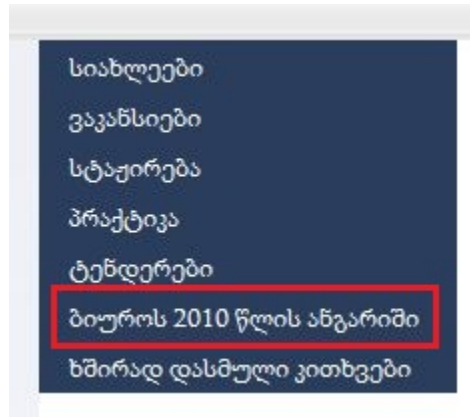 სიახლეები
ვაკანსიები
სტაჟირება
პრაქტიკა
ტენდერები
ბიუროს 2010 წლის ანგარიში
ხშირად დასმული კითხვები